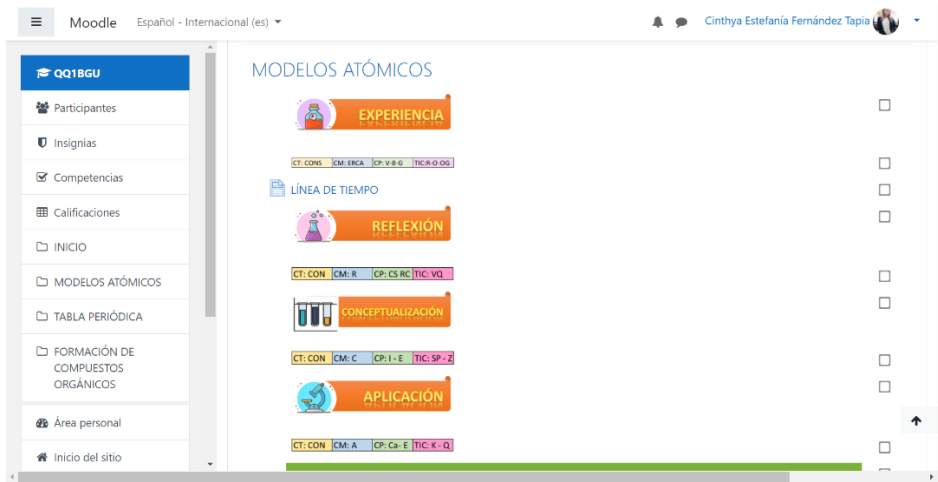 Moodle Español - Internacional (es) Cinthya Estefanía Fernández Tapia
QQ1BGU
Participantes
Insignias
Competencias
Calificaciones
INICIO
MODELOS ATÓMICOS
TABLA PERIÓDICA
FORMACIÓN DE
COMPUESTOS
ORGÁNICOS
Área personal
Inicio del sitio
MODELOS ATÓMICOS
EXPERIENCIA
CT: CONS CM: ERCA CP: V-B-G TIC:R-O-OG
LÍNEA DE TIEMPO
REFLEXIÓN
CT: CON CM: R CP: CS RC TIC: VQ
CONCEPTUALIZACIÓN
CT: CON CM: C CP: I - E TIC: SP - Z
APLICACIÓN
CT: CON CM: A CP: Ca- E TIC: K - Q